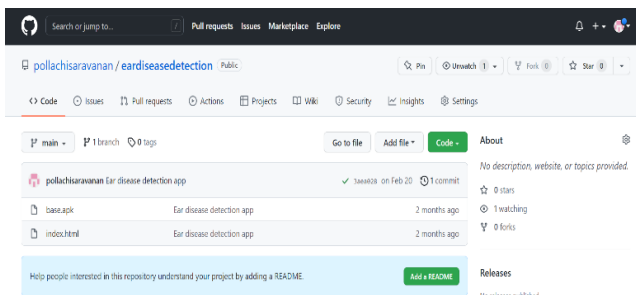 Search or jump to... / Pull requests Issues Marketplace Explore
pollachisaravanan / eardiseasedetection Public
Pin Unwatch 1 Fork 0 Star 0
Code Issues Pull requests Actions Projects Wiki Security Insights Settings
main 1 branch 0 tags Go to file Add file Code
About
No description, website, or topics provided.
pollachisaravanan Ear disease detection app on Feb 20 1 commit
0 stars
base.apk Ear disease detection app 2 months ago
1 watching
index.html Ear disease detection app 2 months ago
0 forks
Help people interested in this repository understand your project by adding a README. Add a README
Releases